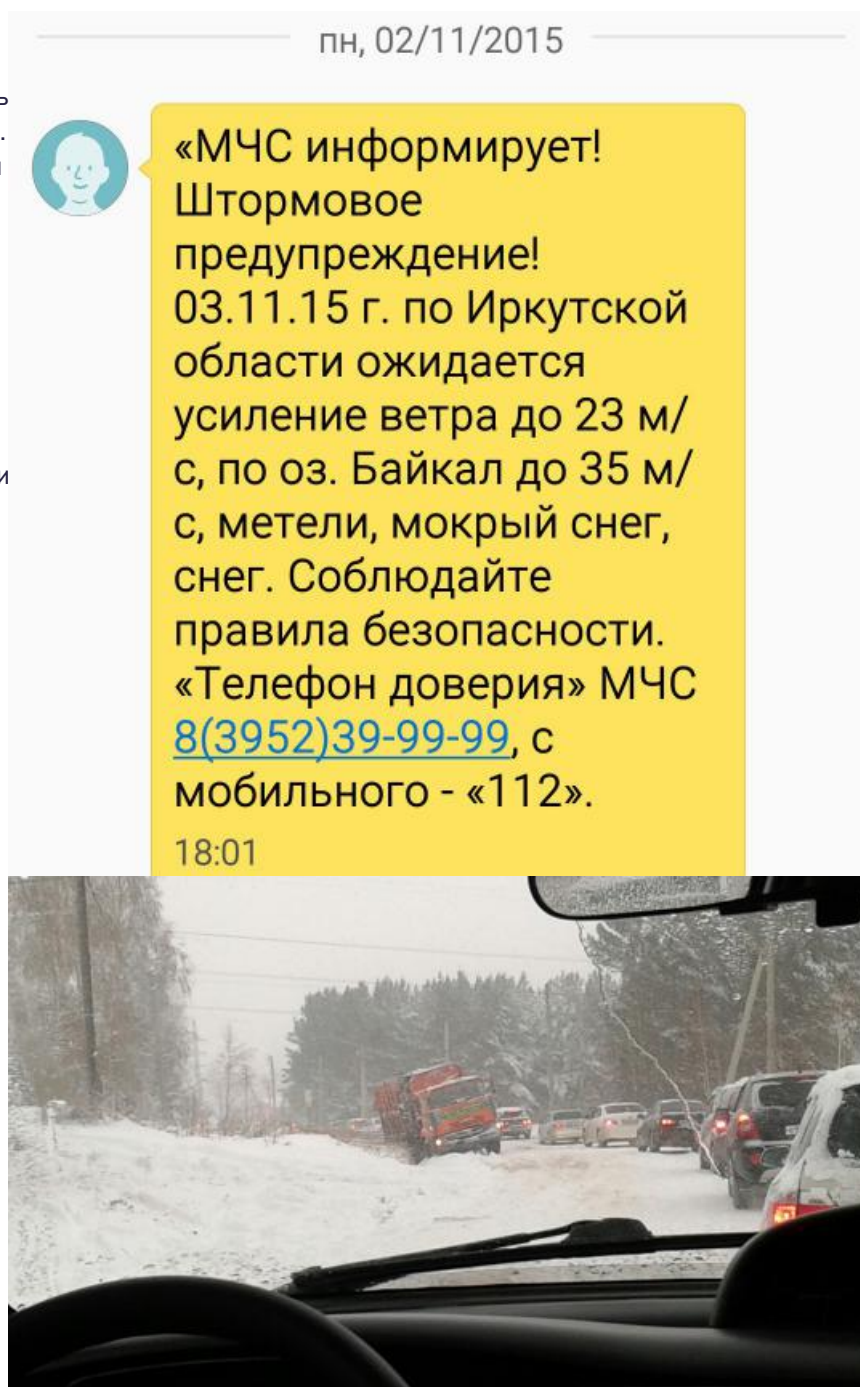 пн, 02/11/2015
«МЧС информирует!
Штормовое
предупреждение!
03.11.15 г. по Иркутской
области ожидается
усиление ветра до 23 м/
с, по оз. Байкал до 35 м/
с, метели, мокрый снег,
снег. Соблюдайте
правила безопасности.
«Телефон доверия» МЧС
8(3952)39-99-99, с
мобильного - «112».
18:01